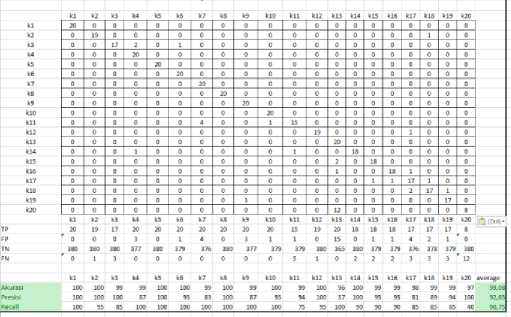 k1 k2 k3 k4 k5 k6 k7 k8 k9 k10 k11 k12 k13 k14 k15 k16 k17 k18 k19 k20
k1 20 0 0 0 0 0 0 0 0 0 0 0 0 0 0 0 0 0 0 0
k2 0 19 0 0 0 0 0 0 0 0 0 0 0 0 0 0 0 1 0 0
k3 0 0 17 2 0 1 0 0 0 0 0 0 0 0 0 0 0 0 0 0
k4 0 0 0 20 0 0 0 0 0 0 0 0 0 0 0 0 0 0 0 0
k5 0 0 0 0 20 0 0 0 0 0 0 0 0 0 0 0 0 0 0 0
k6 0 0 0 0 0 20 0 0 0 0 0 0 0 0 0 0 0 0 0 0
k7 0 0 0 0 0 0 20 0 0 0 0 0 0 0 0 0 0 0 0 0
k8 0 0 0 0 0 0 0 20 0 0 0 0 0 0 0 0 0 0 0 0
k9 0 0 0 0 0 0 0 0 20 0 0 0 0 0 0 0 0 0 0 0
k10 0 0 0 0 0 0 0 0 0 20 0 0 0 0 0 0 0 0 0 0
k11 0 0 0 0 0 0 4 0 0 1 15 0 0 0 0 0 0 0 0 0
k12 0 0 0 0 0 0 0 0 0 0 0 19 0 0 0 0 1 0 0 0
k13 0 0 0 0 0 0 0 0 0 0 0 0 20 0 0 0 0 0 0 0
k14 0 0 0 1 0 0 0 0 0 0 1 0 0 18 0 0 0 0 0 0
k15 0 0 0 0 0 0 0 0 0 0 0 0 2 0 18 0 0 0 0 0
k16 0 0 0 0 0 0 0 0 0 0 0 0 1 0 0 18 1 0 0 0
k17 0 0 0 0 0 0 0 0 0 0 0 0 0 0 1 1 17 1 0 0
k18 0 0 0 0 0 0 0 0 0 0 0 0 0 0 0 0 2 17 1 0
k19 0 0 0 0 0 0 0 0 3 0 0 0 0 0 0 0 0 0 17 0
k20 0 0 0 0 0 0 0 0 0 0 0 0 12 0 0 0 0 0 0 8
k1 k2 k3 k4 k5 k6 k7 k8 k9 k10 k11 k12 k13 k14 k15 k16 k17 k18 k19 k20
TP 20 19 17 20 20 20 20 20 20 20 15 19 20 18 18 18 17 17 17 8
FP 0 0 0 3 0 1 4 0 3 1 1 0 15 0 1 1 4 2 1 0
TN 380 380 380 377 380 379 376 380 377 379 379 380 365 380 379 379 376 378 379 380
FN 0 1 3 0 0 0 0 0 0 0 5 1 0 2 2 2 3 3 3 12
k1 k2 k3 k4 k5 k6 k7 k8 k9 k10 k11 k12 k13 k14 k15 k16 k17 k18 k19 k20 average
Akurasi 100 100 99 99 100 100 99 100 99 100 99 100 96 100 99 99 98 99 99 97
Presisi 100 100 100 87 100 95 83 100 87 95 94 100 57 100 95 95 81 89 94 100
Recall 100 95 85 100 100 100 100 100 100 100 75 95 100 90 90 90 85 85 85 40 90,75